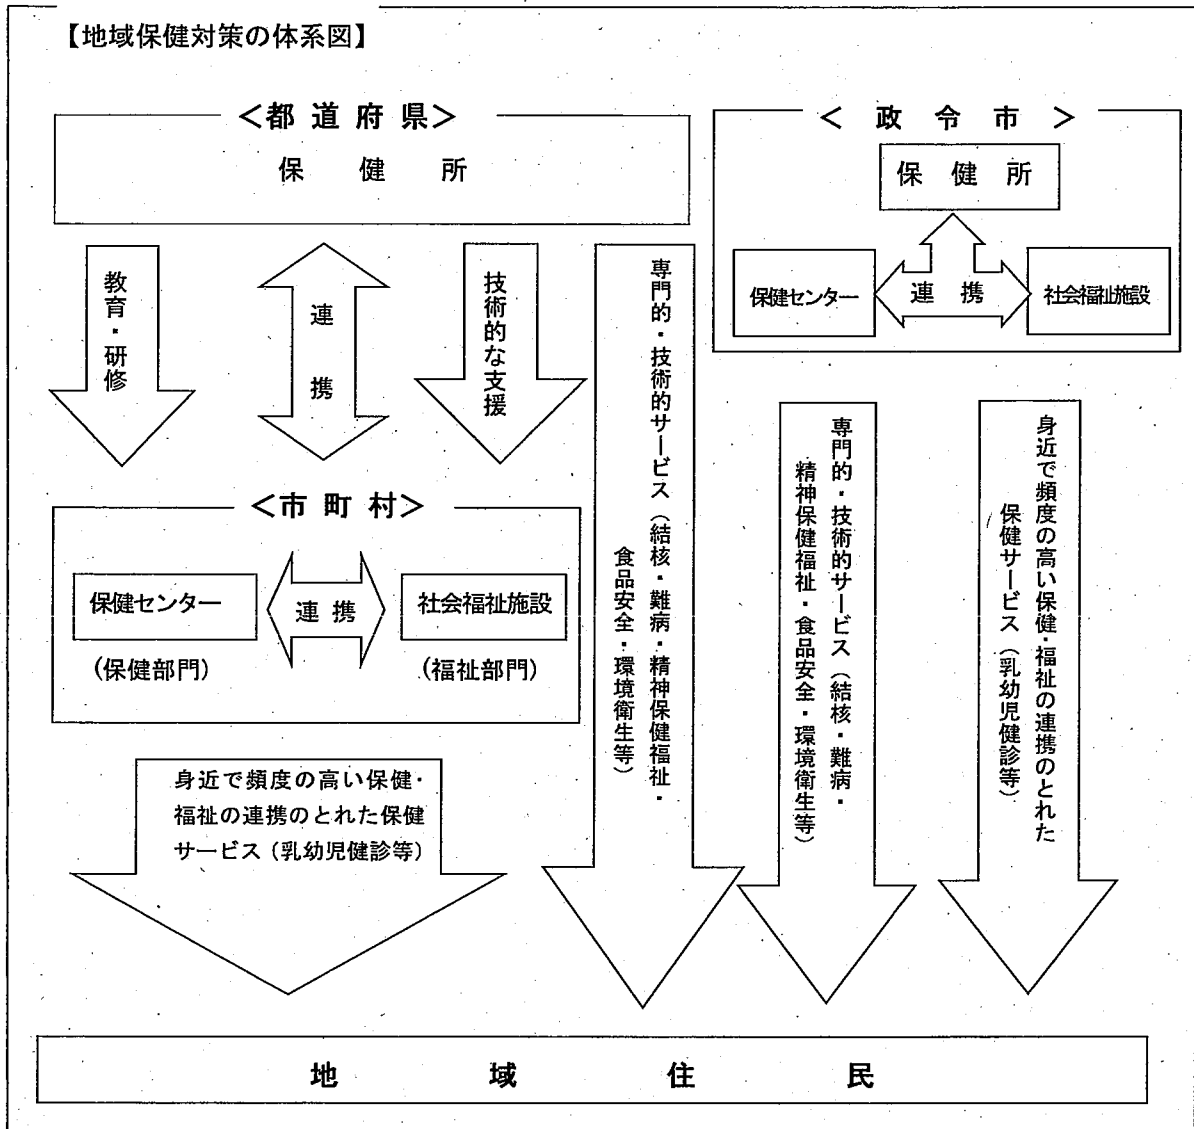 【地域保健対策の体系図】
＜都道府県＞
保健所
＜政令市＞
保健所
保健センター
連携
社会福祉施設
教育・研修
連携
技術的な支援
専門的・技術的サービス（結核・難病・精神保健福祉・
食品安全・環境衛生等）
専門的・技術的サービス（結核・難病・
精神保健福祉・食品安全・環境衛生等）
身近で頻度の高い保健・福祉の連携のとれた
保健サービス（乳幼児健診等）
＜市町村＞
保健センター
連携
社会福祉施設
(保健部門)
(福祉部門)
身近で頻度の高い保健・
福祉の連携のとれた保健
サービス（乳幼児健診等）
地域住民